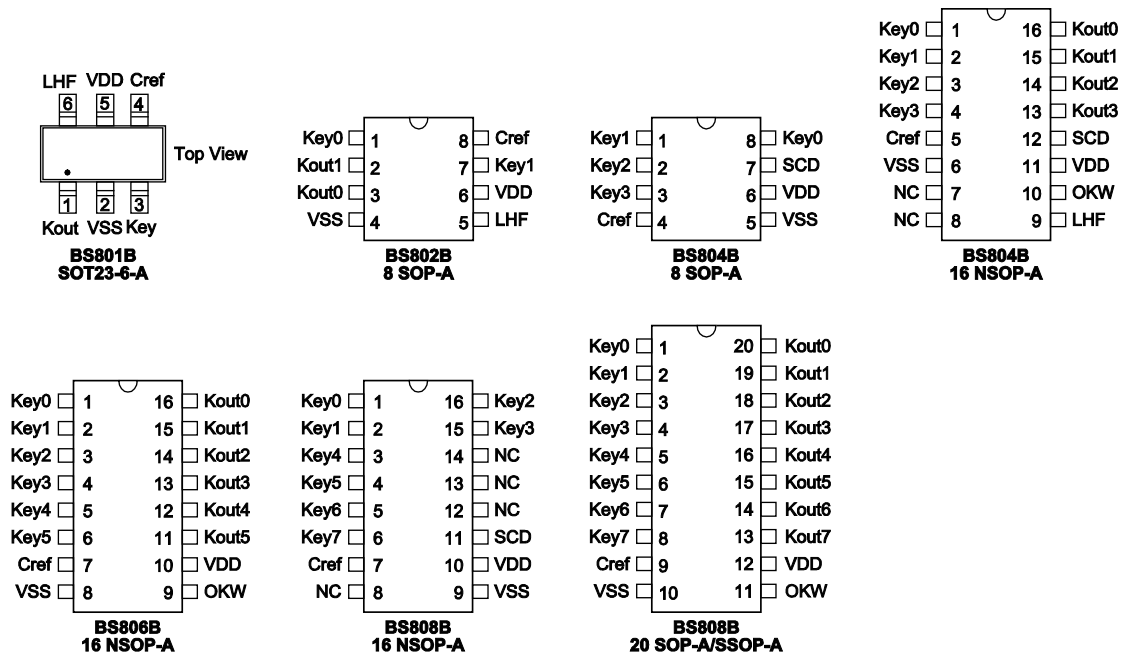 LHF VDD Cref
6 5 4
Top View
1 2 3
Kout VSS Key
BS801B
SOT23-6-A
Key0 1 8 Cref
Kout1 2 7 Key1
Kout0 3 6 VDD
VSS 4 5 LHF
BS802B
8 SOP-A
Key1 1 8 Key0
Key2 2 7 SCD
Key3 3 6 VDD
Cref 4 5 VSS
BS804B
8 SOP-A
Key0 1 16 Kout0
Key1 2 15 Kout1
Key2 3 14 Kout2
Key3 4 13 Kout3
Cref 5 12 SCD
VSS 6 11 VDD
NC 7 10 OKW
NC 8 9 LHF
BS804B
16 NSOP-A
Key0 1 16 Kout0
Key1 2 15 Kout1
Key2 3 14 Kout2
Key3 4 13 Kout3
Key4 5 12 Kout4
Key5 6 11 Kout5
Cref 7 10 VDD
VSS 8 9 OKW
BS806B
16 NSOP-A
Key0 1 16 Key2
Key1 2 15 Key3
Key4 3 14 NC
Key5 4 13 NC
Key6 5 12 NC
Key7 6 11 SCD
Cref 7 10 VDD
NC 8 9 VSS
BS808B
16 NSOP-A
Key0 1 20 Kout0
Key1 2 19 Kout1
Key2 3 18 Kout2
Key3 4 17 Kout3
Key4 5 16 Kout4
Key5 6 15 Kout5
Key6 7 14 Kout6
Key7 8 13 Kout7
Cref 9 12 VDD
VSS 10 11 OKW
BS808B
20 SOP-A/SSOP-A